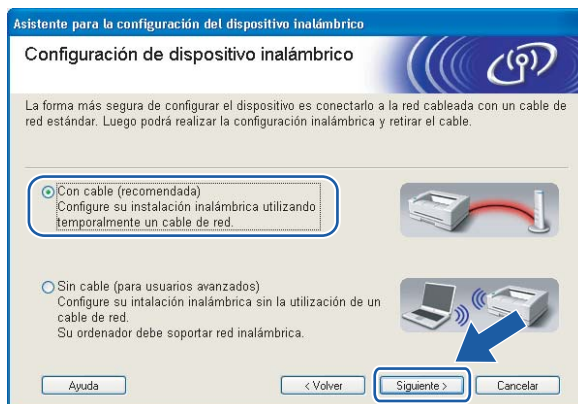 Asistente para la configuración del dispositivo inalámbrico
Configuración de dispositivo inalámbrico
La forma más segura de configurar el dispositivo es conectarlo a la red cableada con un cable de
red estándar. Luego podrá realizar la configuración inalámbrica y retirar el cable.
Con cable (recomendada)
Configure su instalación inalámbrica utilizando
temporalmente un cable de red.
Sin cable (para usuarios avanzados)
Configure su intalación inalámbrica sin la utilización de un
cable de red.
Su ordenador debe soportar red inalámbrica.
Ayuda
< Volver
Siguiente >
Cancelar